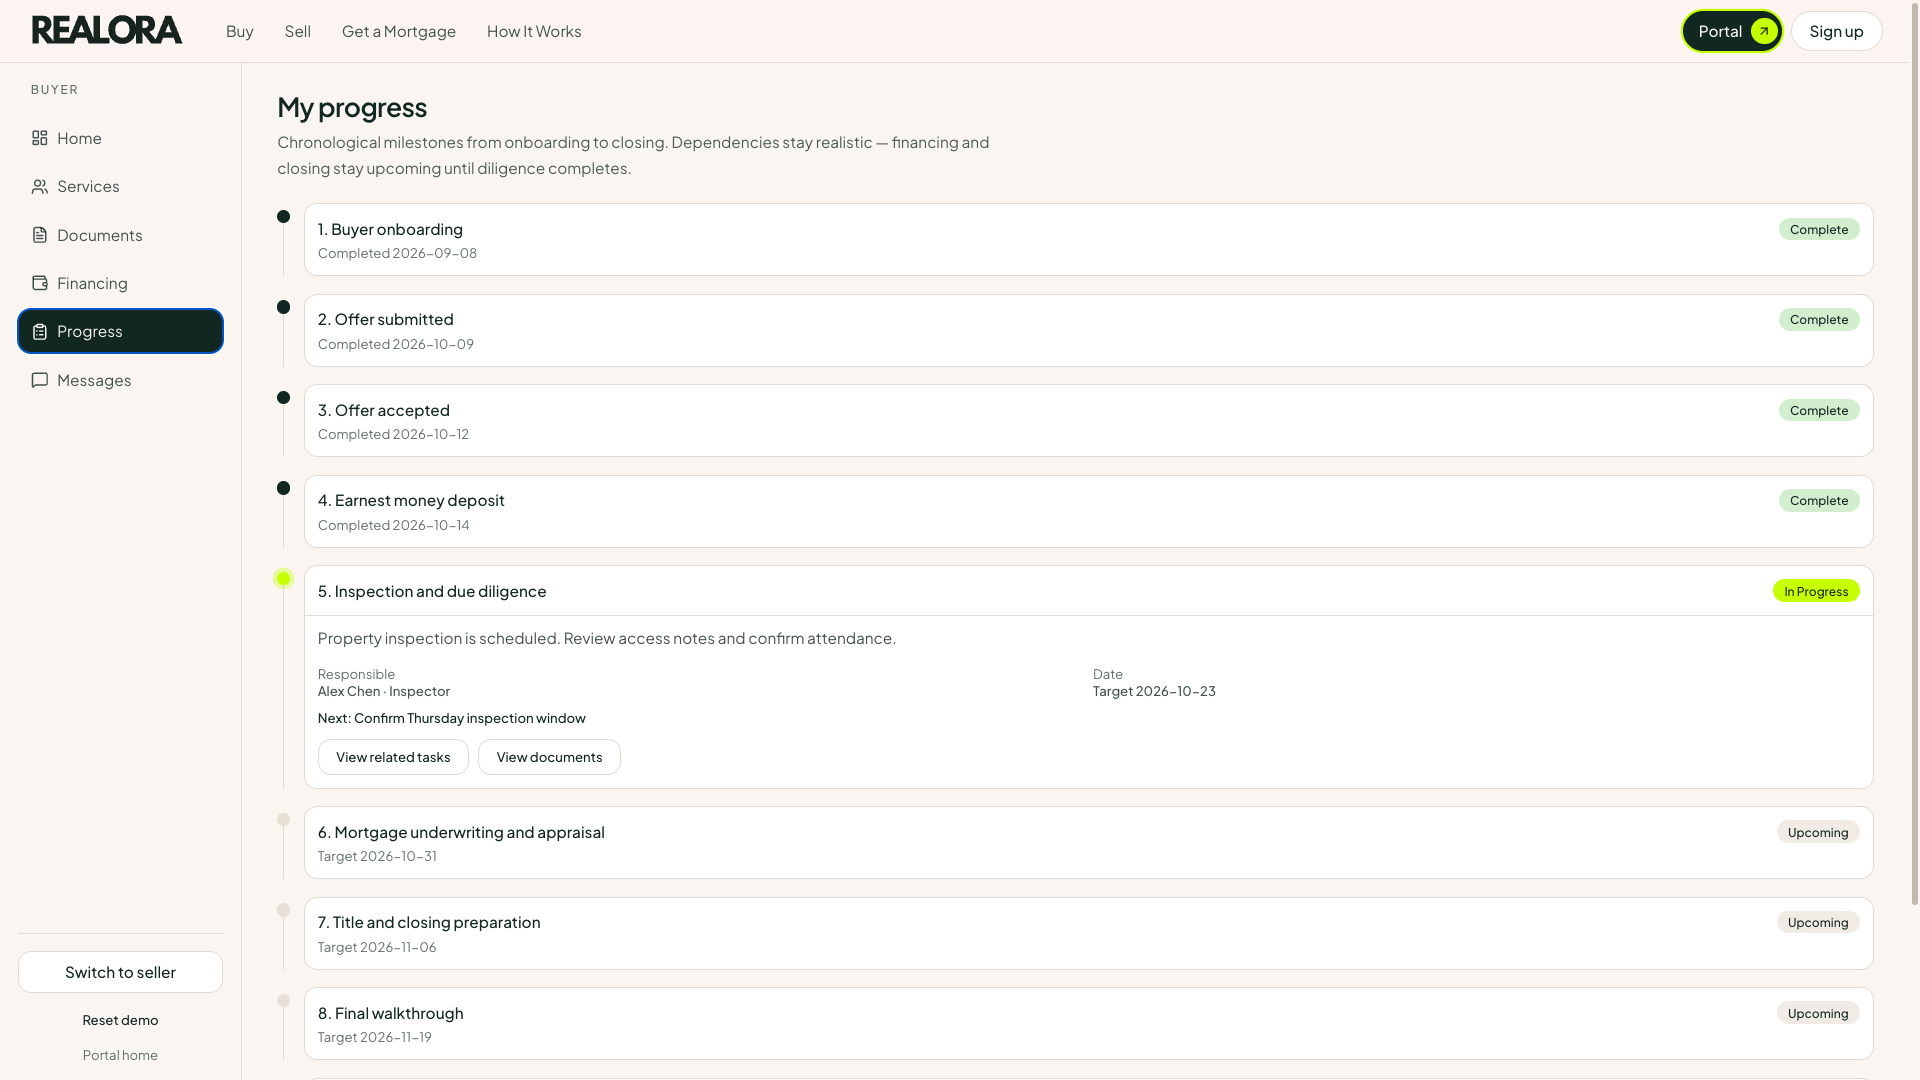 REALORA
Buy
Sell
Get a Mortgage
How It Works
Portal
Sign up
BUYER
Home
Services
Documents
Financing
Progress
Messages
Switch to seller
Reset demo
Portal home
My progress
Chronological milestones from onboarding to closing. Dependencies stay realistic — financing and
closing stay upcoming until diligence completes.
1. Buyer onboarding
Complete
Completed 2026-09-08
2. Offer submitted
Complete
Completed 2026-10-09
3. Offer accepted
Complete
Completed 2026-10-12
4. Earnest money deposit
Complete
Completed 2026-10-14
5. Inspection and due diligence
In Progress
Property inspection is scheduled. Review access notes and confirm attendance.
Responsible
Alex Chen · Inspector
Date
Target 2026-10-23
Next: Confirm Thursday inspection window
View related tasks
View documents
6. Mortgage underwriting and appraisal
Upcoming
Target 2026-10-31
7. Title and closing preparation
Upcoming
Target 2026-11-06
8. Final walkthrough
Upcoming
Target 2026-11-19